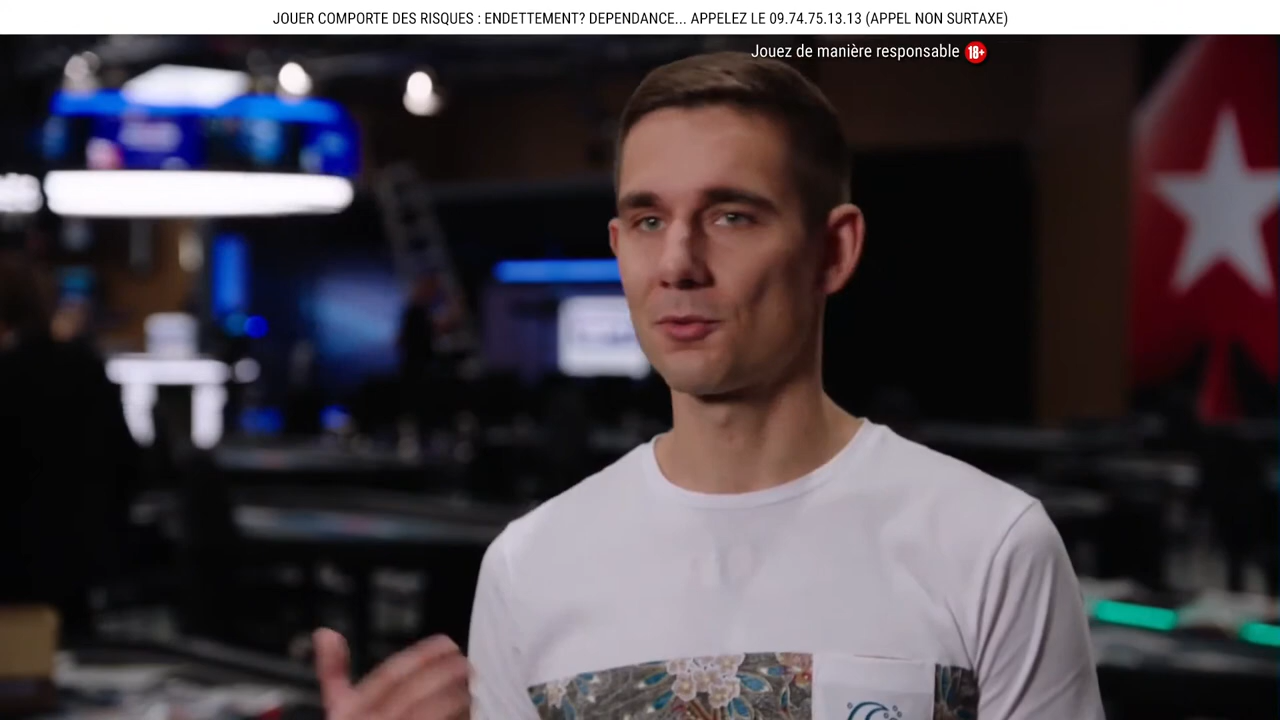 JOUER COMPORTE DES RISQUES : ENDETTEMENT? DEPENDANCE... APPELEZ LE 09.74.75.13.13 (APPEL NON SURTAXE)
Jouez de manière responsable 18+